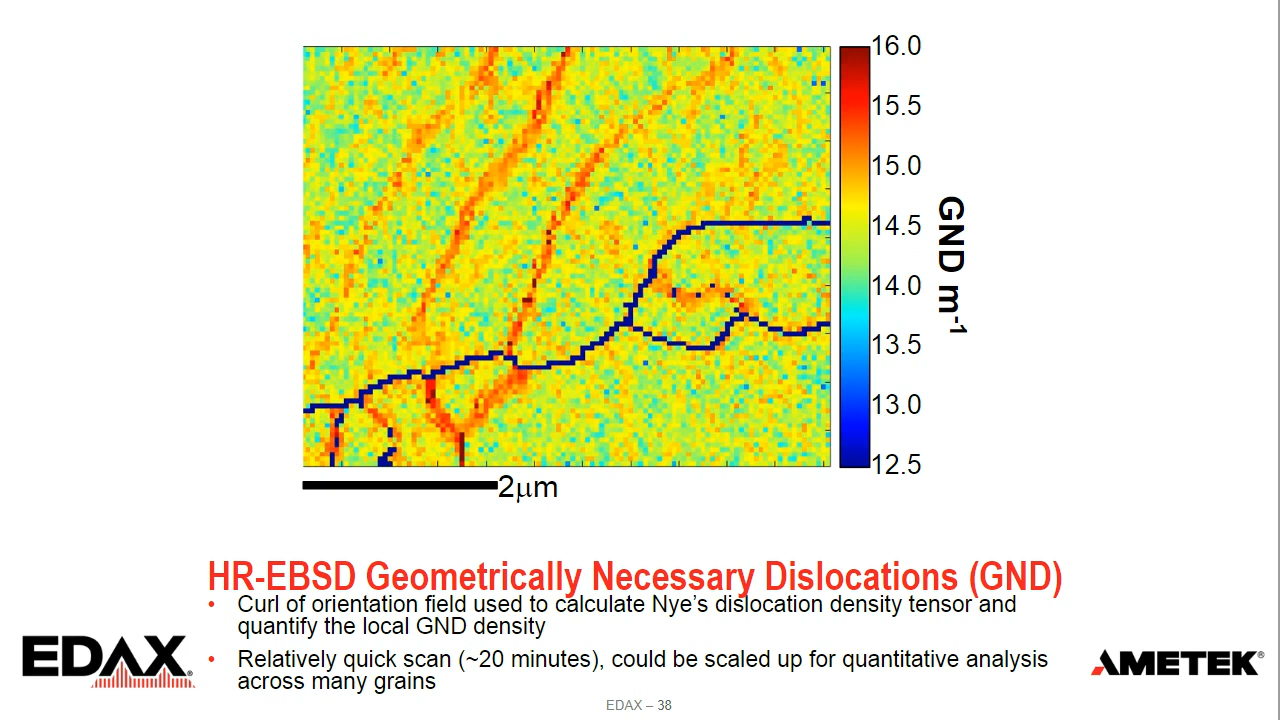 16.0
15.5
15.0
14.5
14.0
13.5
13.0
12.5
GND m-1
2μm
HR-EBSD Geometrically Necessary Dislocations (GND)
• Curl of orientation field used to calculate Nye's dislocation density tensor and
quantify the local GND density
• Relatively quick scan (~20 minutes), could be scaled up for quantitative analysis
across many grains
EDAX®
AMETEK®
EDAX – 38